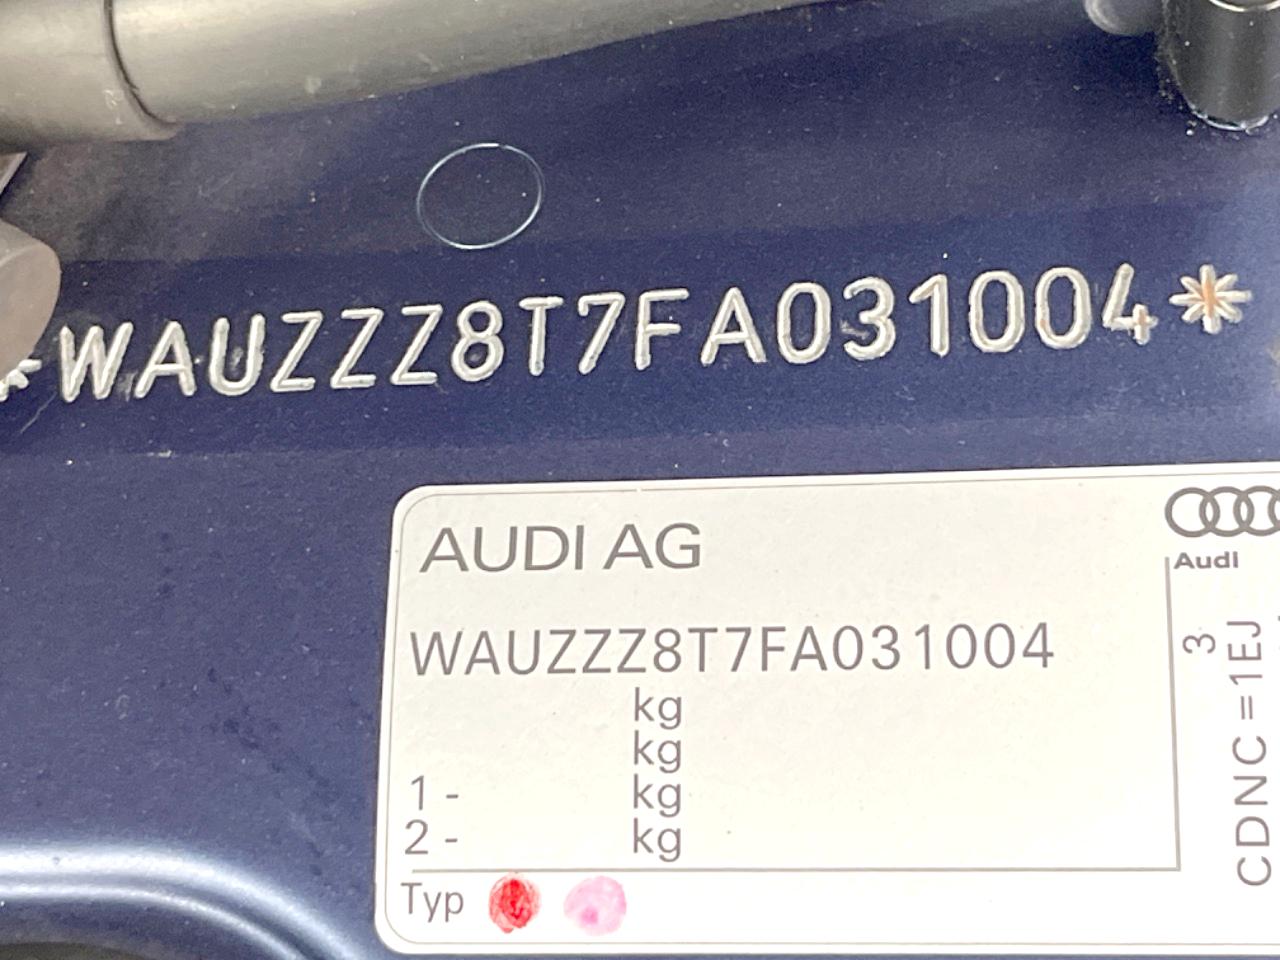 *WAUZZZ8T7FA031004*
AUDI AG
Audi
WAUZZZ8T7FA031004
kg
kg
1 - kg
2 - kg
Typ
3
CDNC =1EJ